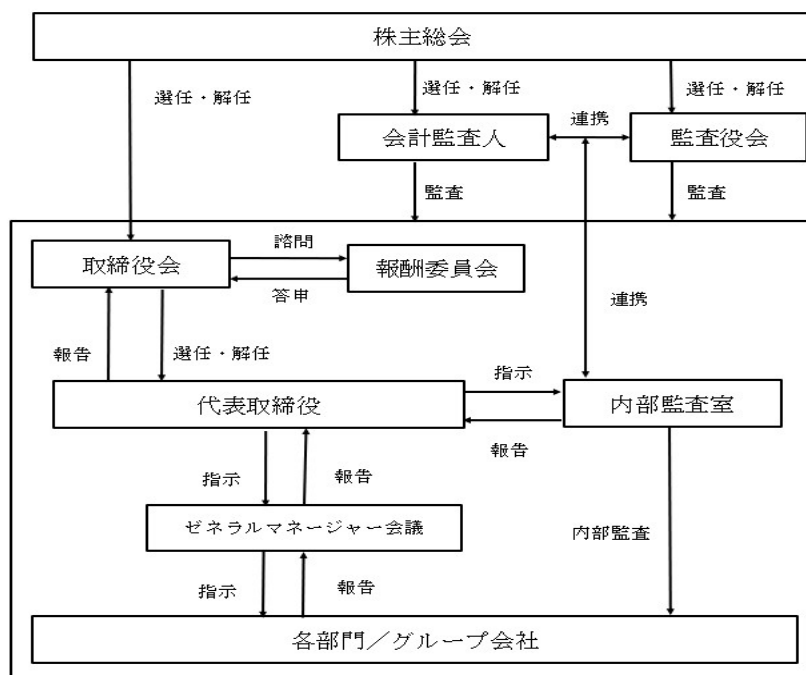 株主総会
選任・解任
選任・解任
選任・解任
会計監査人
連携
監査役会
監査
監査
取締役会
諮問
答申
報酬委員会
連携
報告
選任・解任
代表取締役
指示
報告
内部監査室
指示
報告
ゼネラルマネージャー会議
内部監査
指示
報告
各部門／グループ会社